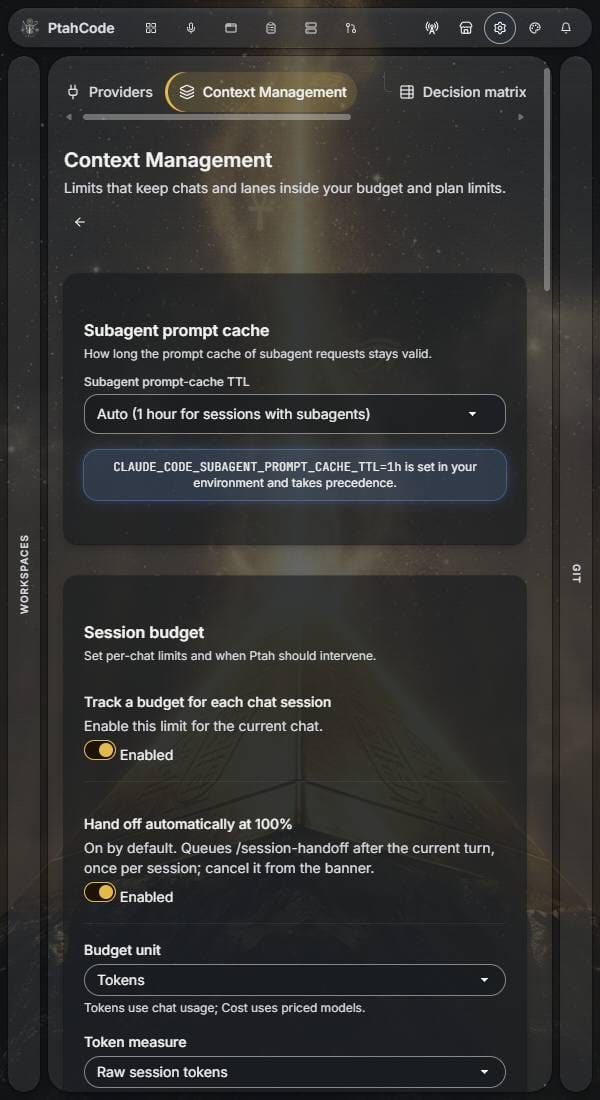 PtahCode
Providers
Context Management
Decision matrix
Context Management
Limits that keep chats and lanes inside your budget and plan limits.
Subagent prompt cache
How long the prompt cache of subagent requests stays valid.
Subagent prompt-cache TTL
Auto (1 hour for sessions with subagents)
CLAUDE_CODE_SUBAGENT_PROMPT_CACHE_TTL=1h is set in your
environment and takes precedence.
WORKSPACES
GIT
Session budget
Set per-chat limits and when Ptah should intervene.
Track a budget for each chat session
Enable this limit for the current chat.
Enabled
Hand off automatically at 100%
On by default. Queues /session-handoff after the current turn,
once per session; cancel it from the banner.
Enabled
Budget unit
Tokens
Tokens use chat usage; Cost uses priced models.
Token measure
Raw session tokens